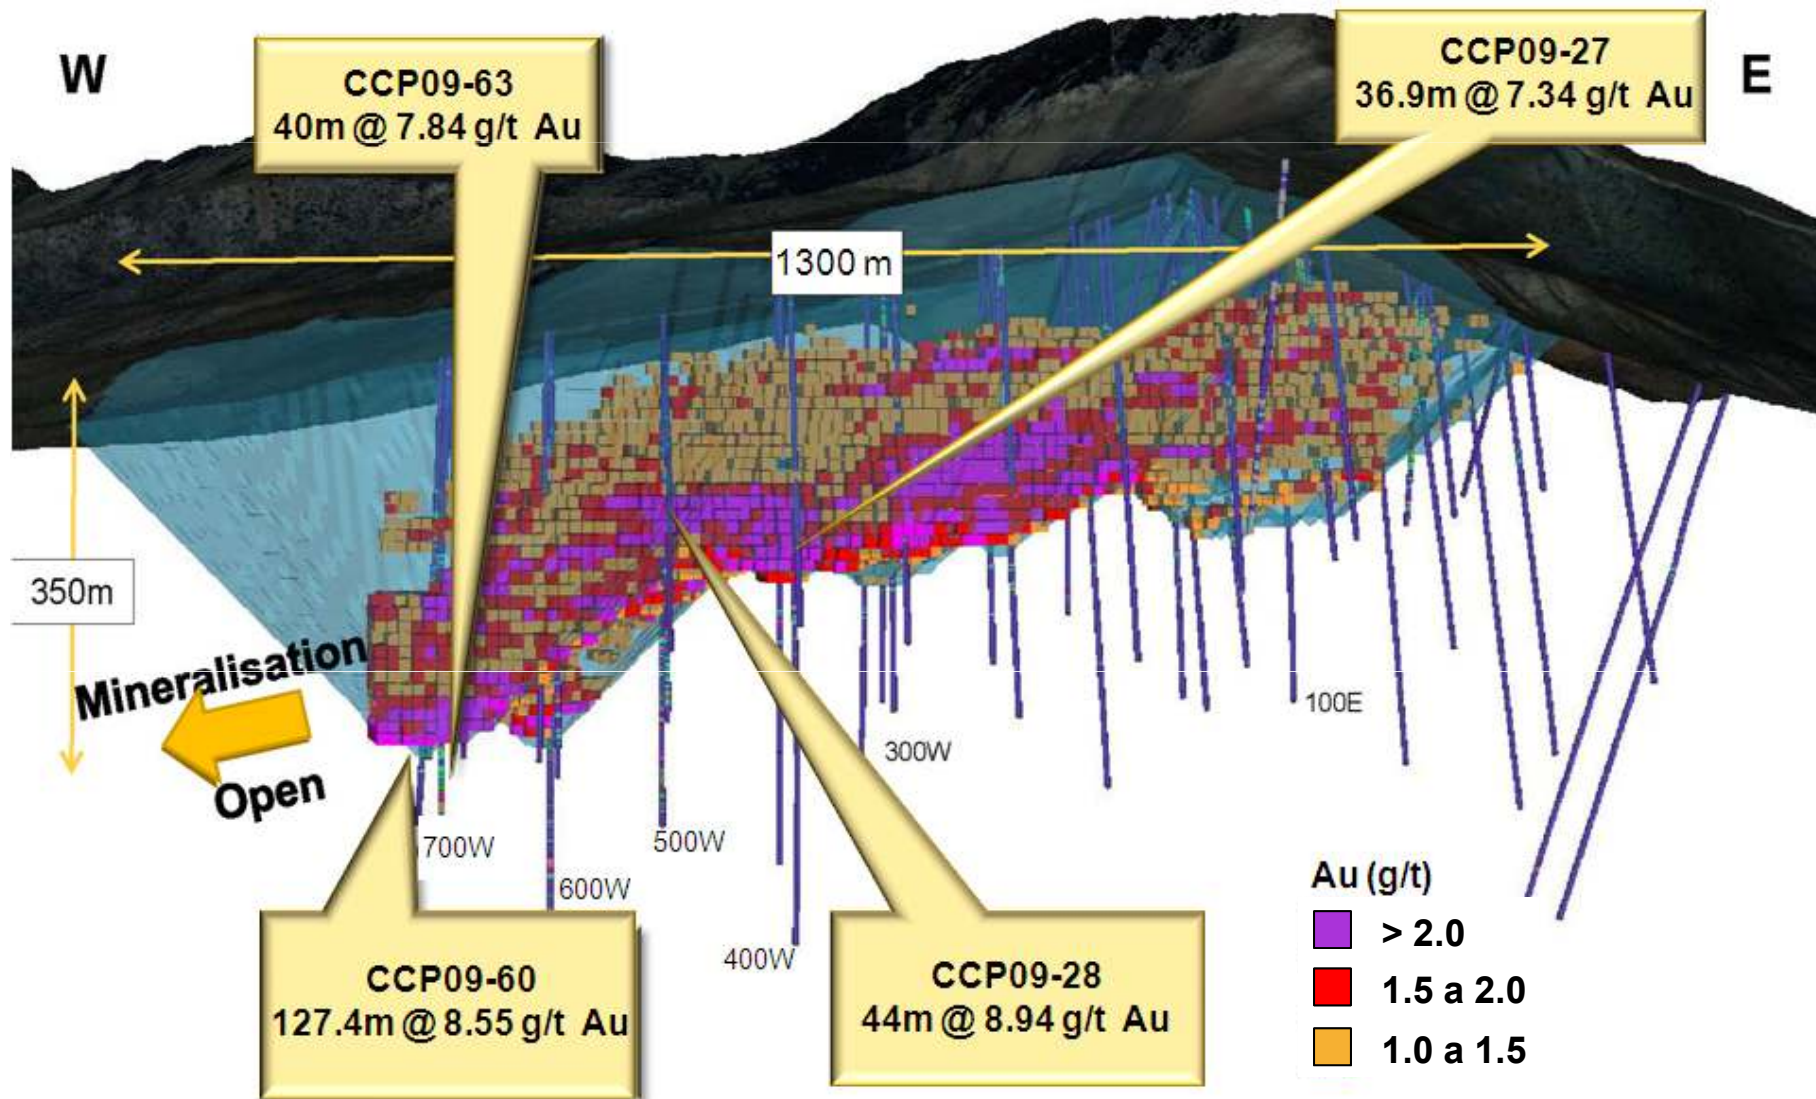 W
CCP09-63
40m @ 7.84 g/t Au
CCP09-27
36.9m @ 7.34 g/t Au
E
1300 m
350m
Mineralisation
Open
100E
300W
700W
500W
600W
400W
CCP09-60
127.4m @ 8.55 g/t Au
CCP09-28
44m @ 8.94 g/t Au
Au (g/t)
> 2.0
1.5 a 2.0
1.0 a 1.5